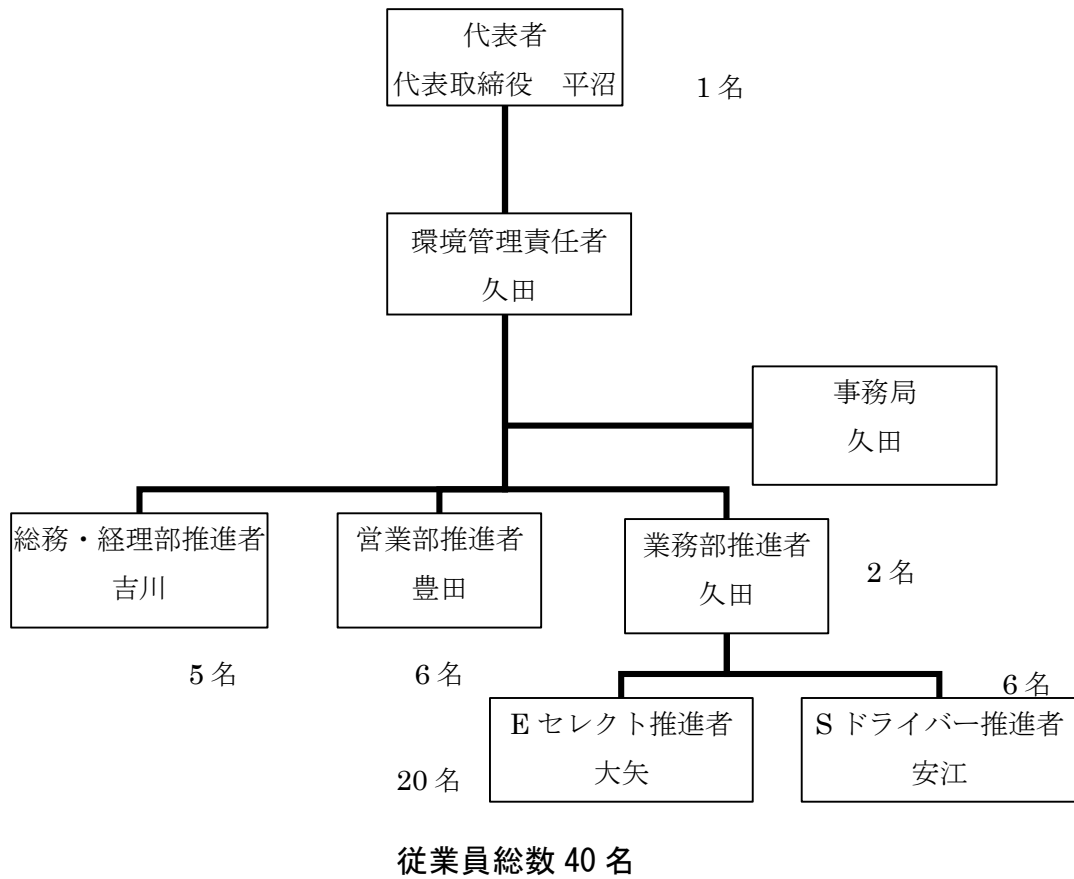 代表者
代表取締役　平沼
1名
環境管理責任者
久田
事務局
久田
総務・経理部推進者
吉川
5名
営業部推進者
豊田
6名
業務部推進者
久田
2名
Eセレクト推進者
大矢
20名
Sドライバー推進者
安江
6名
従業員総数 40 名